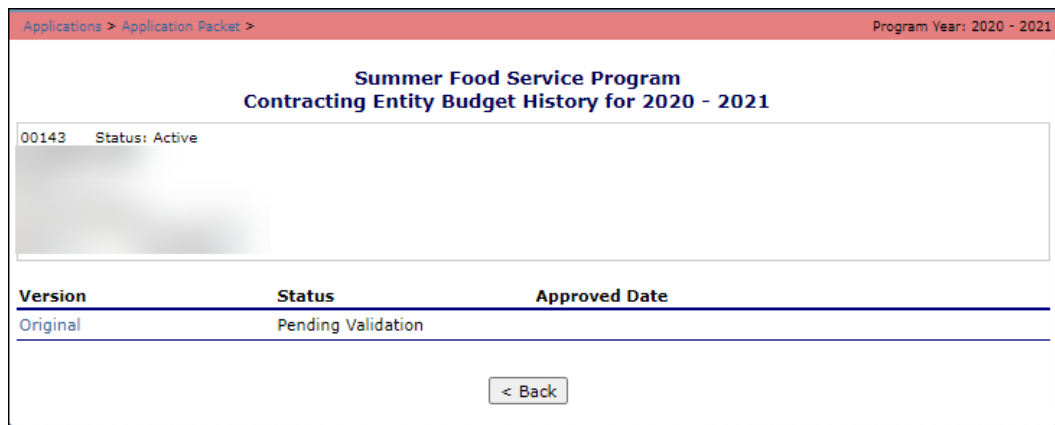 Applications > Application Packet > Program Year: 2020 - 2021
Summer Food Service Program
Contracting Entity Budget History for 2020 - 2021
00143 Status: Active
Version Status Approved Date
Original Pending Validation
< Back